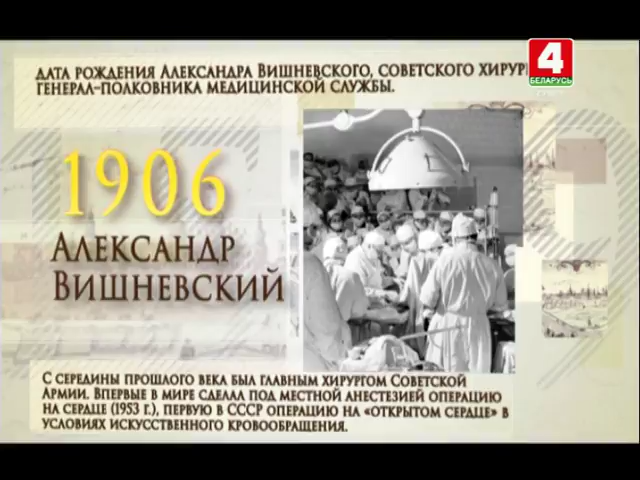 дата рождения Александра Вишневского, советского
генерал-полковника медицинской службы.
4
БЕЛАРУСЬ
1906
Александр
Вишневский
С середины прошлого века был главным хирургом Советской
Армии. Впервые в мире сделал под местной анестезией операцию
на сердце (1953 г.), первую в СССР операцию на «открытом сердце» в
условиях искусственного кровообращения.